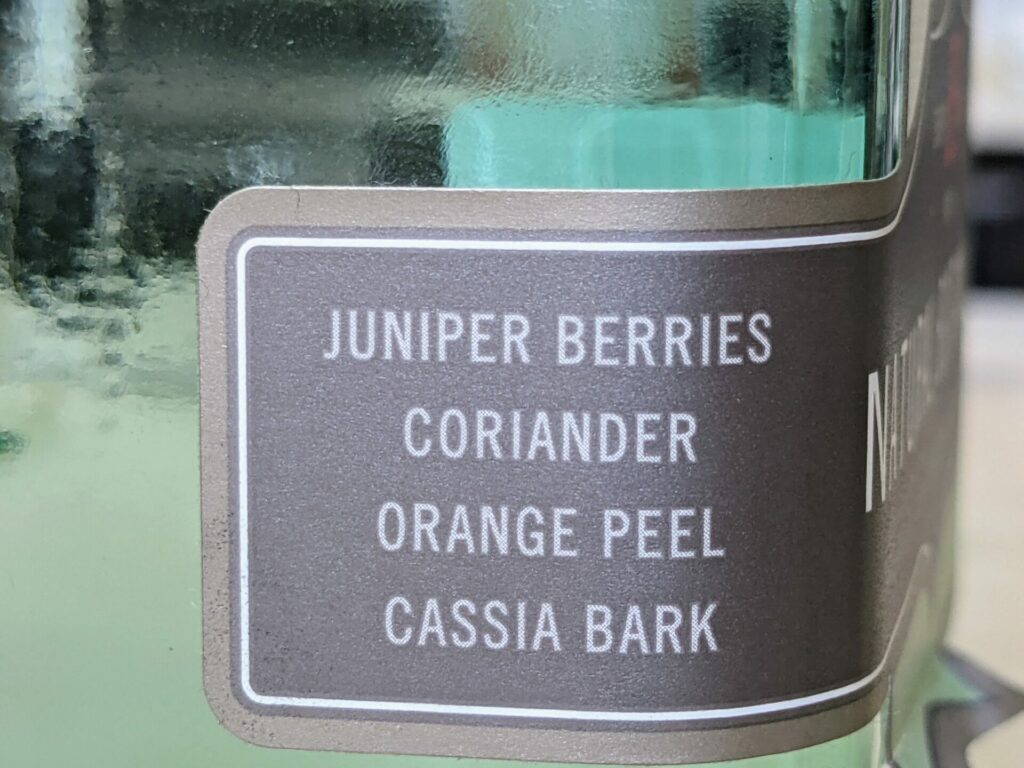 JUNIPER BERRIES
CORIANDER
ORANGE PEEL
CASSIA BARK